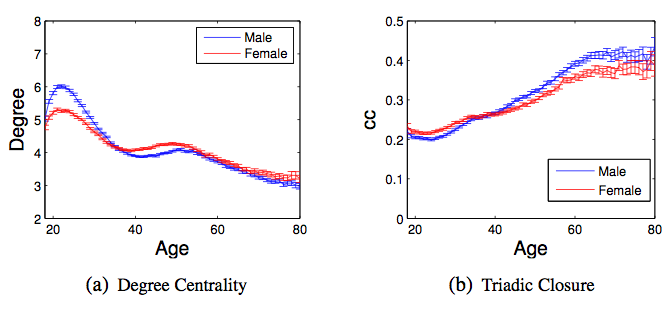 8
7
6
5
4
3
2
Degree
20
40
60
80
Age
Male
Female
(a) Degree Centrality
0.5
0.4
0.3
0.2
0.1
0
cc
20
40
60
80
Age
Male
Female
(b) Triadic Closure